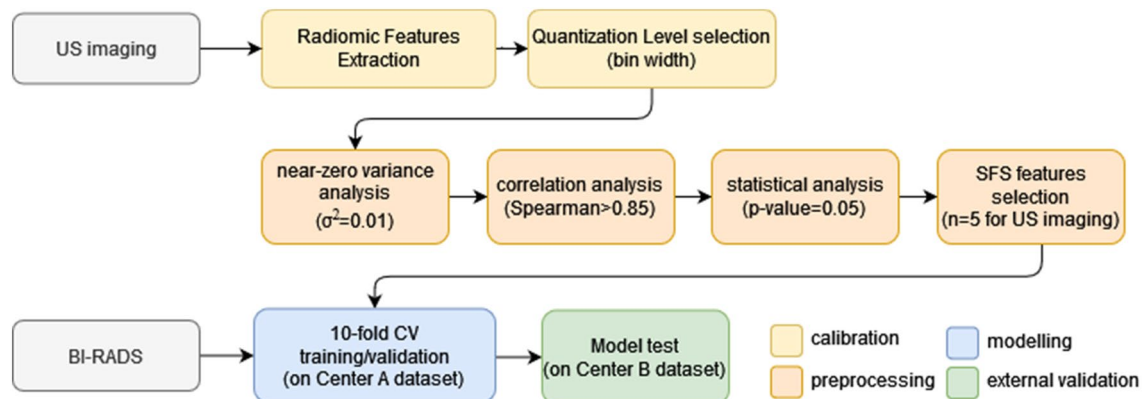 US imaging
Radiomic Features
Extraction
Quantization Level selection
(bin width)
near-zero variance
analysis
(σ²=0.01)
correlation analysis
(Spearman>0.85)
statistical analysis
(p-value=0.05)
SFS features
selection
(n=5 for US imaging)
BI-RADS
10-fold CV
training/validation
(on Center A dataset)
Model test
(on Center B dataset)
calibration
modelling
preprocessing
external validation